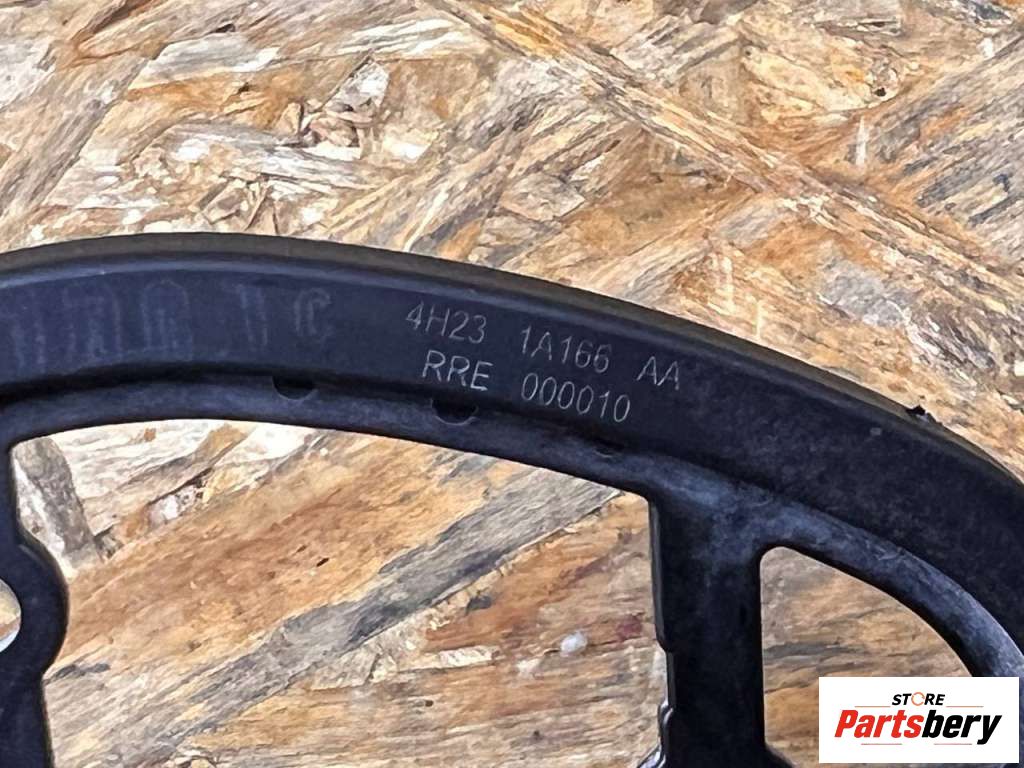 4H23 1A166 AA
RRE 000010
STORE
Partsbery